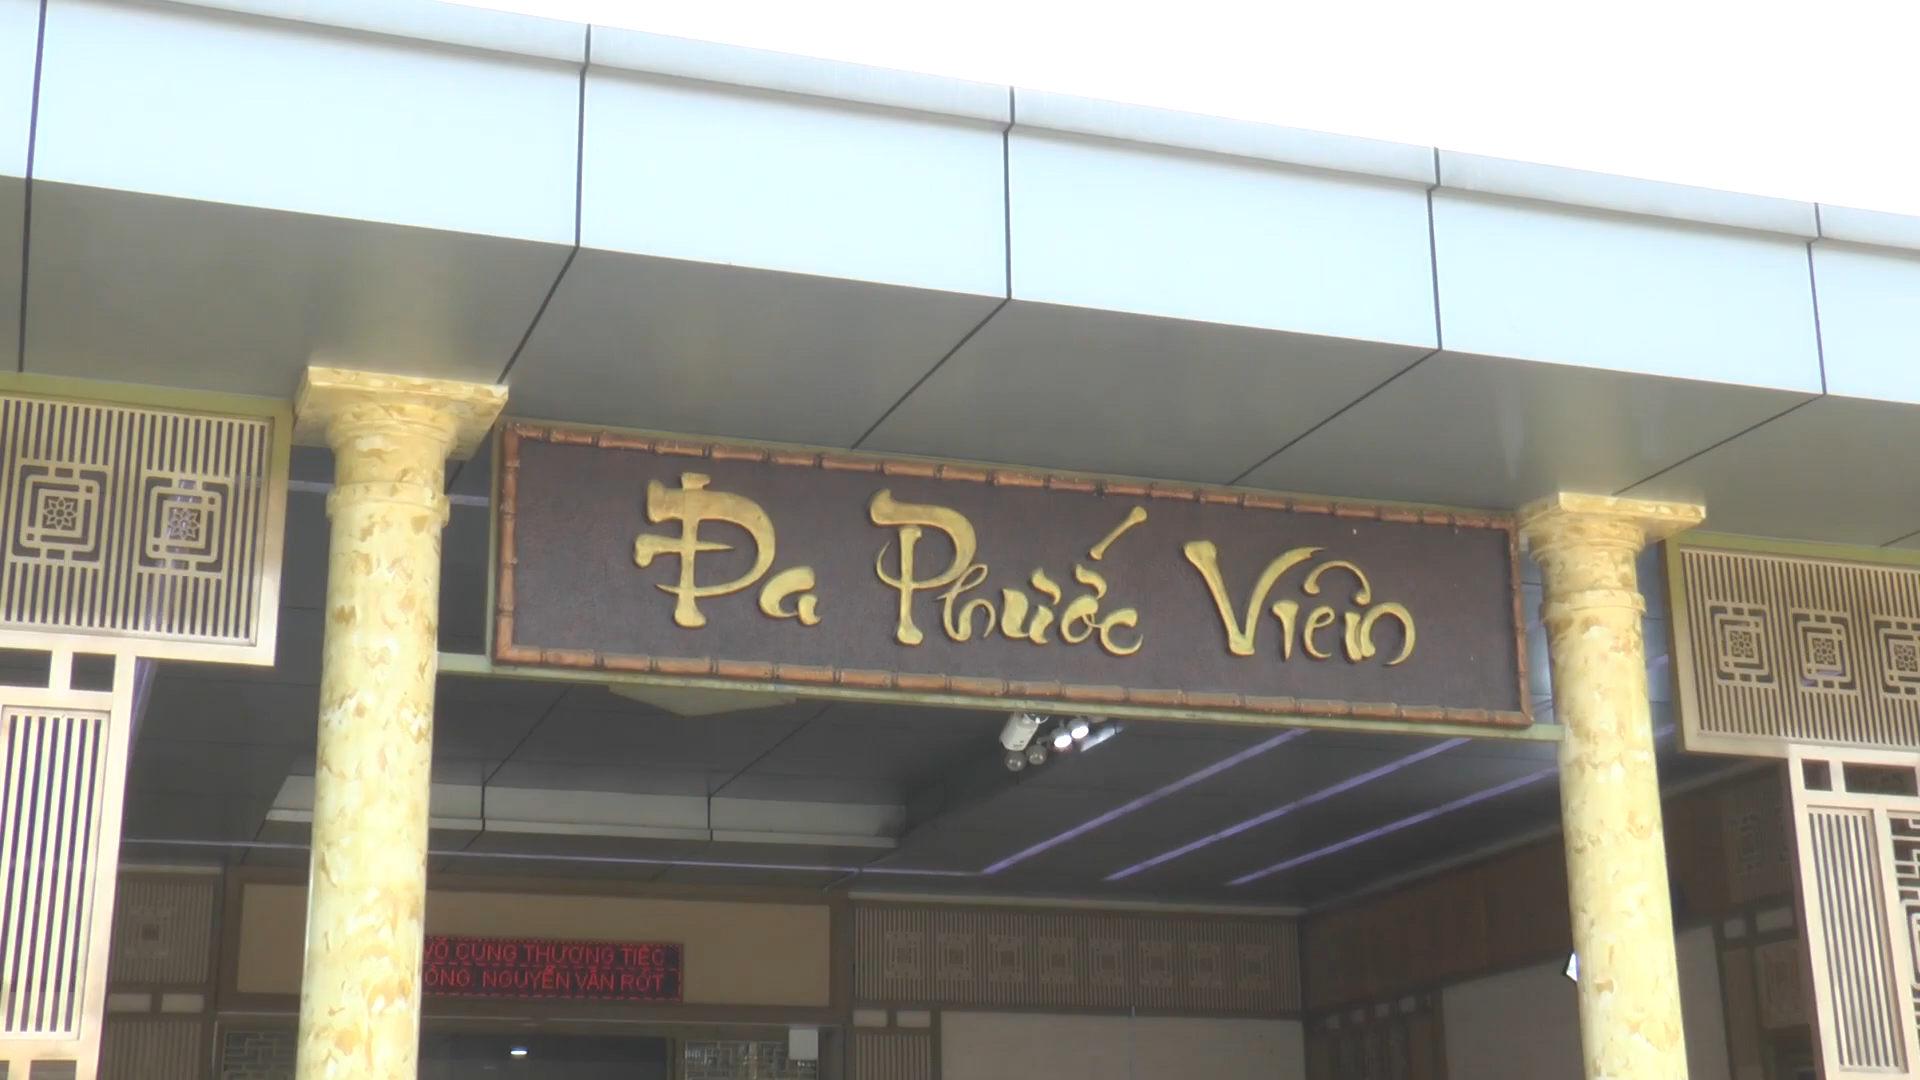 Đa Phước Viên
VÔ CÙNG THƯƠNG TIẾC
ÔNG: NGUYỄN VĂN RỚT